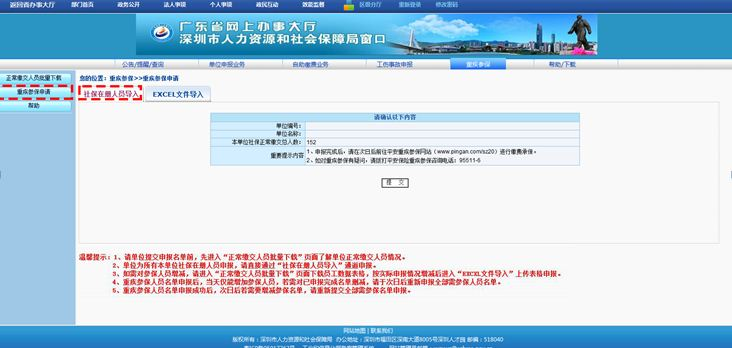 返回省办事大厅 部门首页 政务公开 法人事项 个人事项 政民互动 效能监督 区级分厅 重新登录 修改密码
广东省网上办事大厅
深圳市人力资源和社会保障局窗口
公告/提醒/查询 单位申报业务 自助缴费业务 工伤事故申报 重疾参保 帮助/下载
正常缴交人员批量下载
重疾参保申请
帮助
您的位置:重疾参保>>重疾参保申请
社保在册人员导入 EXCEL文件导入
请确认以下内容
单位编号:
单位名称:
本单位社保正常缴交总人数: 152
重要提示内容 1、申报完成后,请在次日后前往平安重疾参保网站(www.pingan.com/sz20)进行缴费承保。
2、如对重疾参保有疑问,请拨打平安保险重疾参保咨询电话:95511-6
提 交
温馨提示:1、请单位提交申报名单前,先进入“正常缴交人员批量下载”页面了解单位正常缴交人员情况。
2、单位为所有本单位社保缴交人员申报,请直接通过“社保在册人员导入”通道申报。
3、如需对参保人员增减,请进入“正常缴交人员批量下载”页面下载员工数据表格,按实际申报情况增减后进入“EXCEL文件导入”上传表格申报。
4、重疾参保人员名单申报后,当天仅能增加参保人员,若需对已申报完成名单删减,请于次日后重新申报全部需参保人员名单。
5、重疾参保人员名单申报成功后,次日后若需要增减参保名单,请重新提交全部需参保名单申报。
网站地图 | 联系我们
版权所有:深圳市人力资源和社会保障局 办公地址:深圳市福田区深南大道8005号深圳人才园 邮编:518040